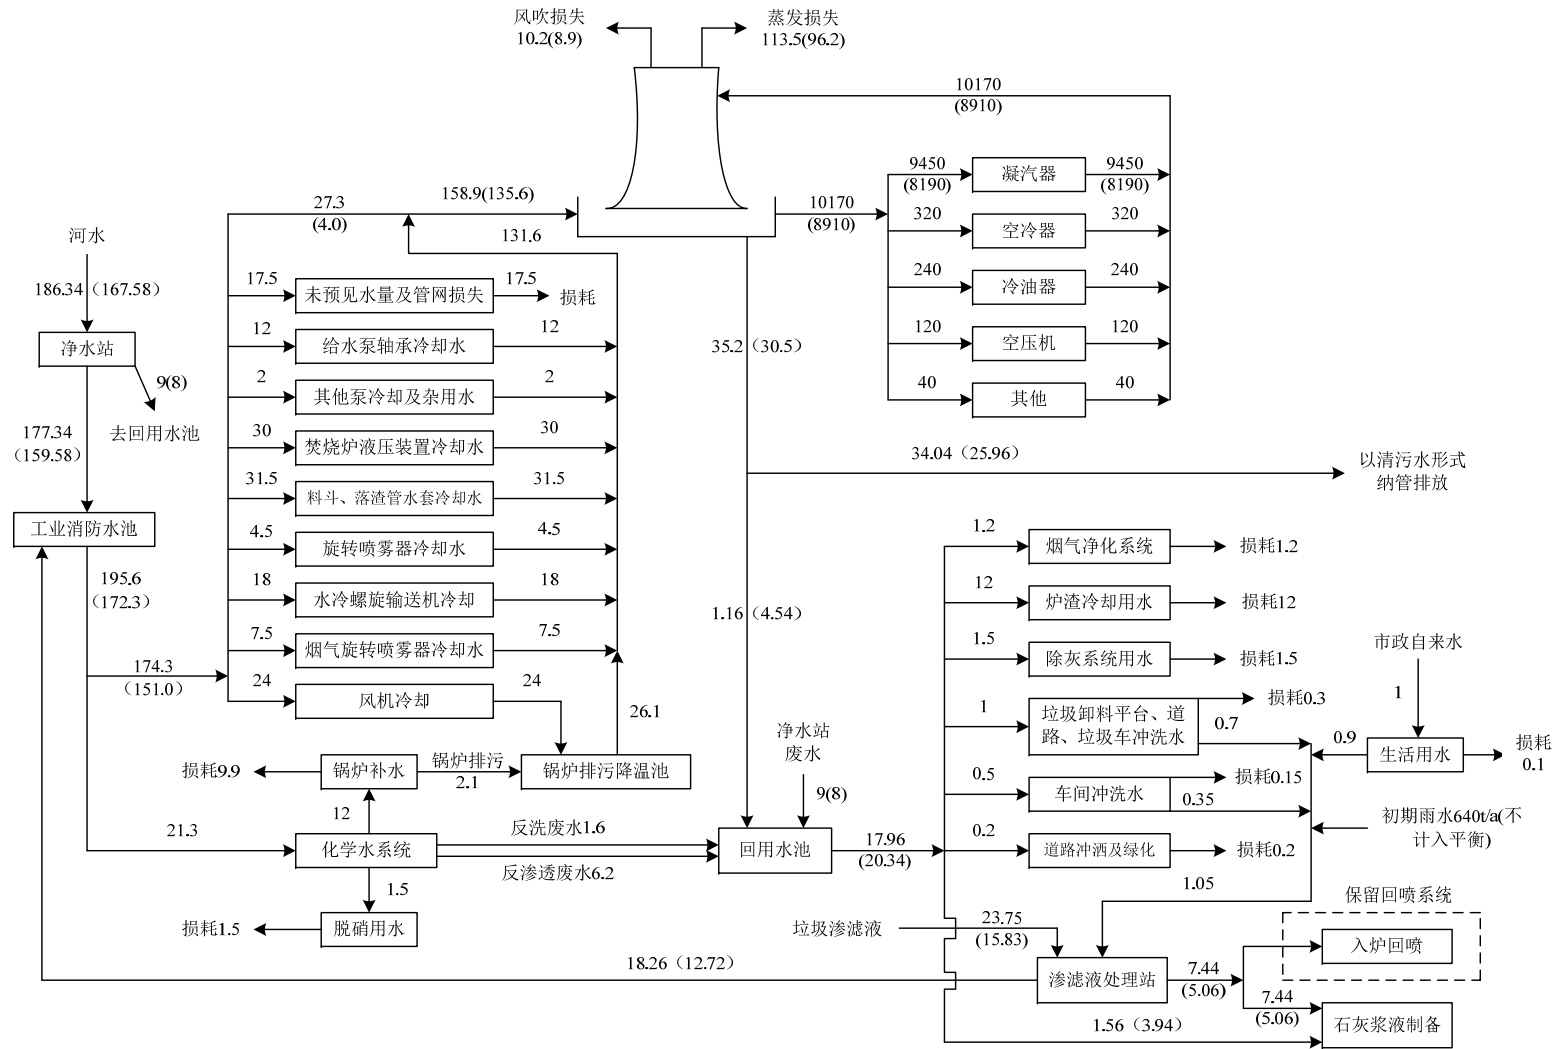 风吹损失
10.2(8.9)
蒸发损失
113.5(96.2)
10170
(8910)
27.3
(4.0)
158.9(135.6)
131.6
10170
(8910)
9450
(8190)
凝汽器
9450
(8190)
320
空冷器
320
240
冷油器
240
120
空压机
120
40
其他
40
河水
186.34（167.58）
净水站
9(8)
去回用水池
177.34
（159.58）
工业消防水池
195.6
（172.3）
174.3
（151.0）
17.5
未预见水量及管网损失
17.5
损耗
12
给水泵轴承冷却水
12
2
其他泵冷却及杂用水
2
30
焚烧炉液压装置冷却水
30
31.5
料斗、落渣管水套冷却水
31.5
4.5
旋转喷雾器冷却水
4.5
18
水冷螺旋输送机冷却
18
7.5
烟气旋转喷雾器冷却水
7.5
24
风机冷却
24
26.1
35.2（30.5）
34.04（25.96）
以清污水形式
纳管排放
1.16（4.54）
损耗9.9
锅炉补水
锅炉排污
2.1
锅炉排污降温池
12
21.3
化学水系统
反洗废水1.6
反渗透废水6.2
1.5
损耗1.5
脱硝用水
净水站
废水
9(8)
回用水池
17.96
(20.34)
1.2
烟气净化系统
损耗1.2
12
炉渣冷却用水
损耗12
1.5
除灰系统用水
损耗1.5
1
垃圾卸料平台、道
路、垃圾车冲洗水
损耗0.3
0.7
0.5
车间冲洗水
损耗0.15
0.35
0.2
道路冲洒及绿化
损耗0.2
市政自来水
1
0.9
生活用水
损耗
0.1
初期雨水640t/a(不
计入平衡)
1.05
保留回喷系统
垃圾渗滤液
23.75
(15.83)
入炉回喷
18.26（12.72）
渗滤液处理站
7.44
(5.06)
7.44
(5.06)
石灰浆液制备
1.56（3.94）